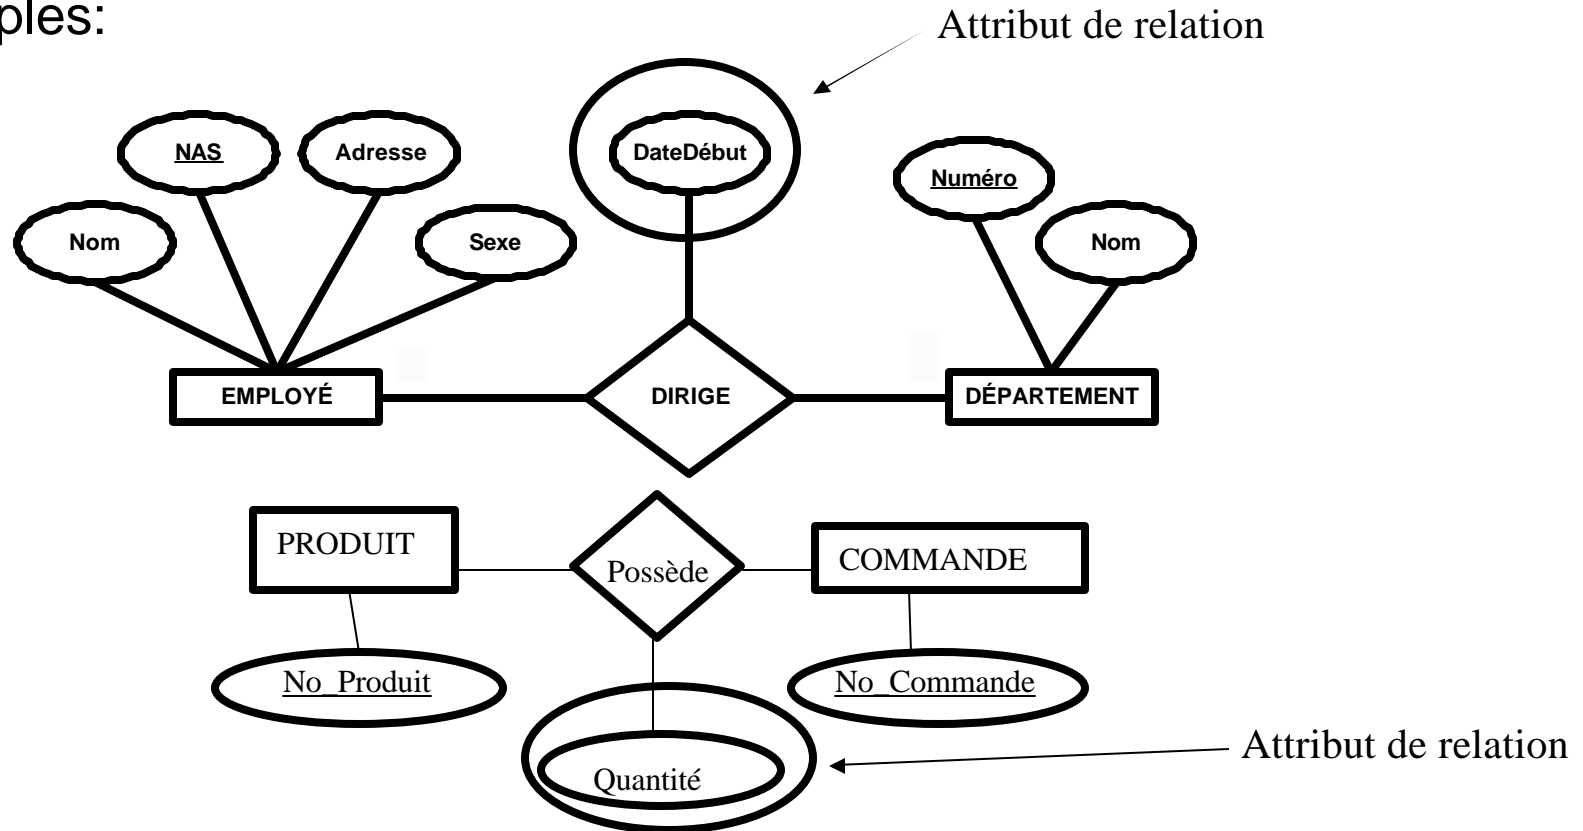 ples:
Attribut de relation
NAS
Adresse
DateDébut
Numéro
Nom
Sexe
Nom
EMPLOYÉ
DIRIGE
DÉPARTEMENT
PRODUIT
Possède
COMMANDE
No_Produit
No_Commande
Attribut de relation
Quantité